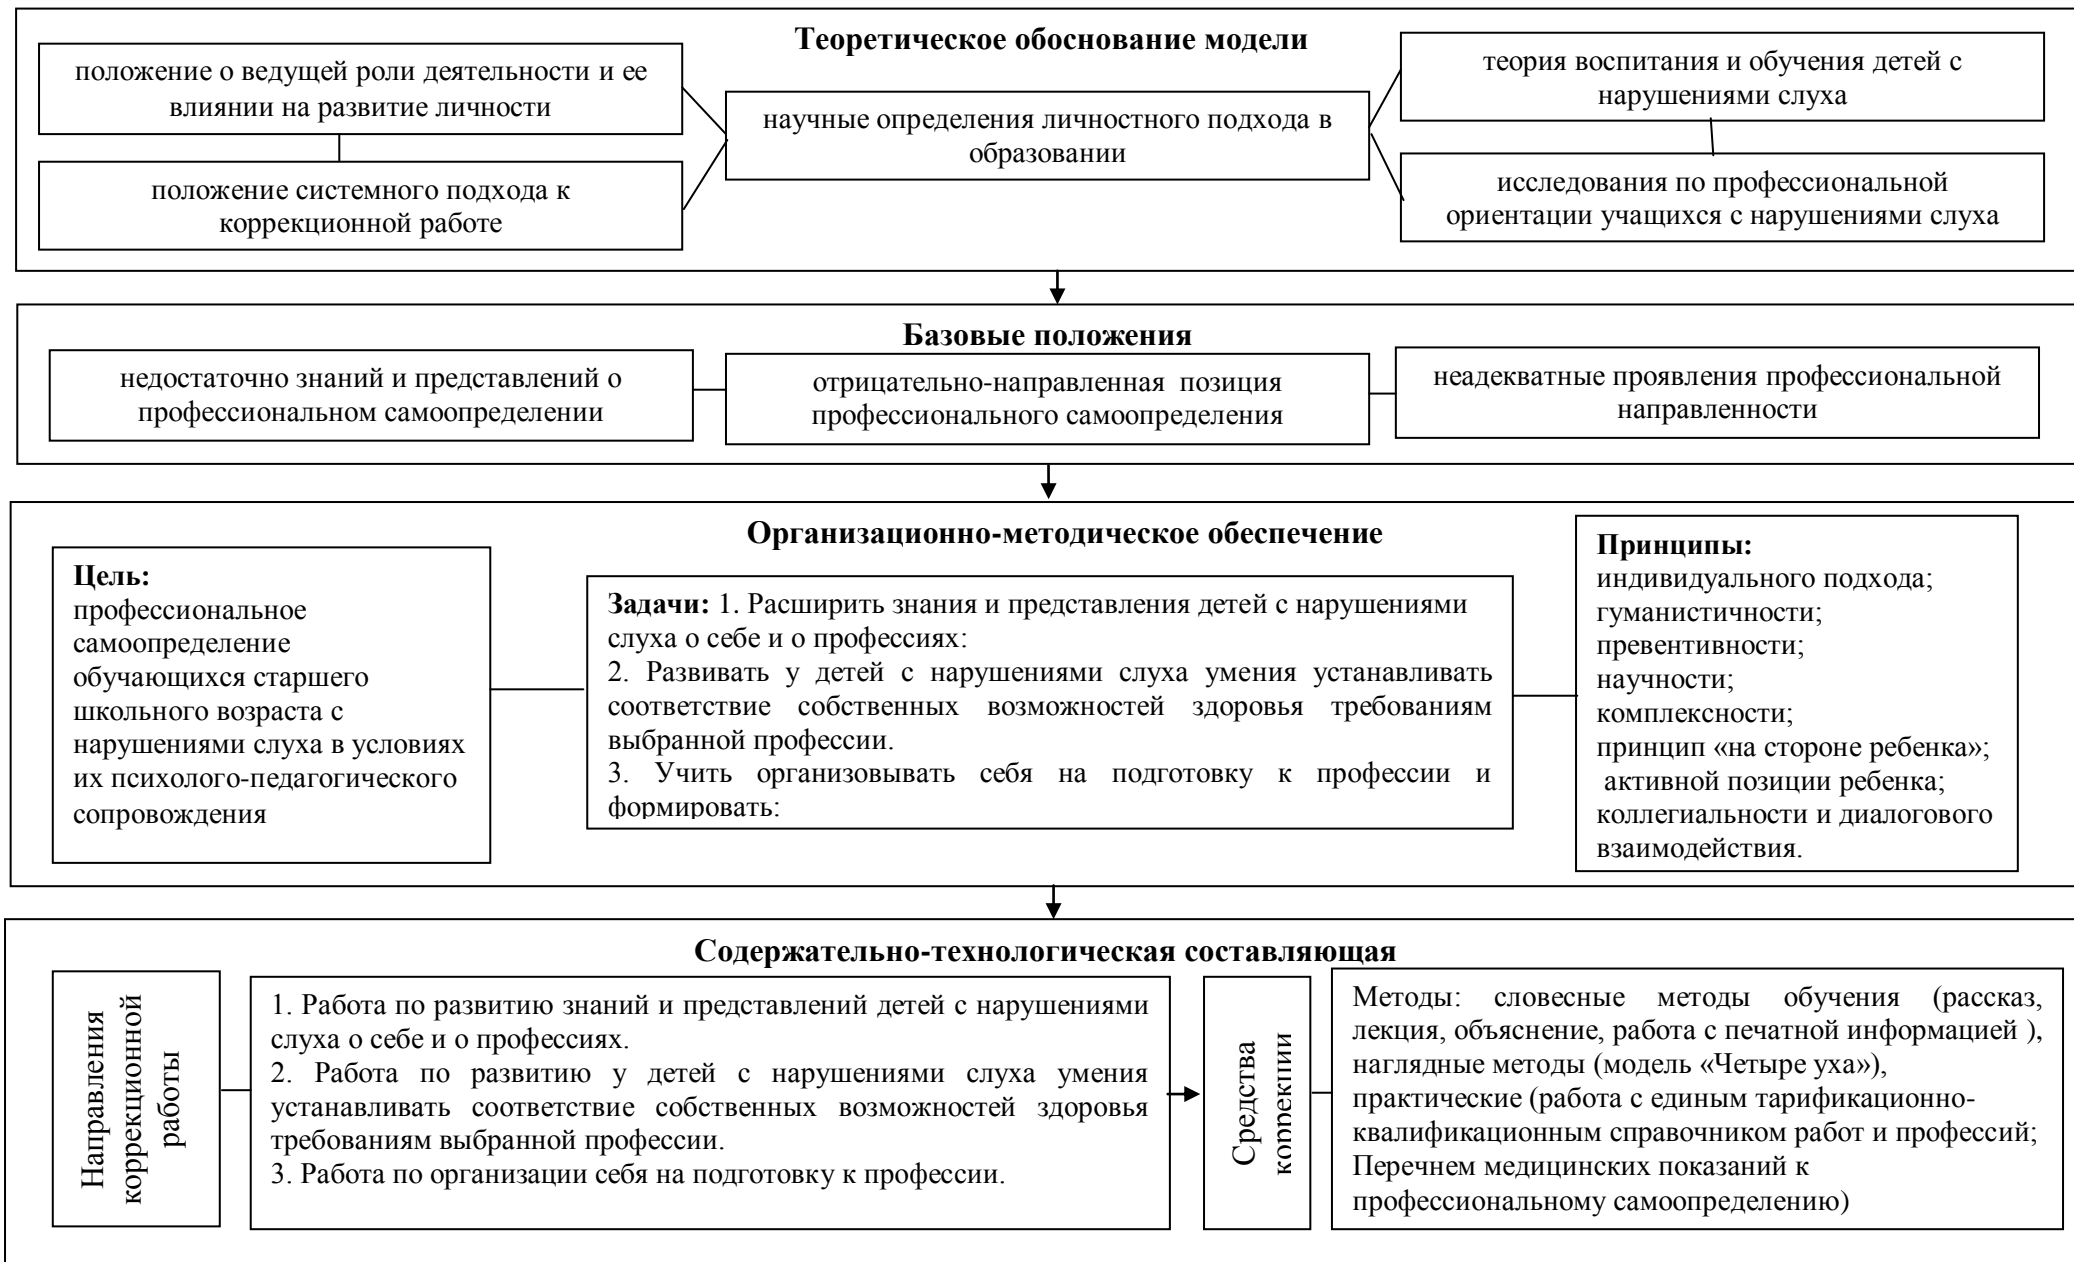 Теоретическое обоснование модели
положение о ведущей роли деятельности и ее
влиянии на развитие личности
положение системного подхода к
коррекционной работе
научные определения личностного подхода в
образовании
теория воспитания и обучения детей с
нарушениями слуха
исследования по профессиональной
ориентации учащихся с нарушениями слуха
Базовые положения
недостаточно знаний и представлений о
профессиональном самоопределении
отрицательно-направленная позиция
профессионального самоопределения
неадекватные проявления профессиональной
направленности
Организационно-методическое обеспечение
Цель:
профессиональное
самоопределение
обучающихся старшего
школьного возраста с
нарушениями слуха в условиях
их психолого-педагогического
сопровождения
Задачи: 1. Расширить знания и представления детей с нарушениями
слуха о себе и о профессиях:
2. Развивать у детей с нарушениями слуха умения устанавливать
соответствие собственных возможностей здоровья требованиям
выбранной профессии.
3. Учить организовывать себя на подготовку к профессии и
формировать:
Принципы:
индивидуального подхода;
гуманистичности;
превентивности;
научности;
комплексности;
принцип «на стороне ребенка»;
активной позиции ребенка;
коллегиальности и диалогового
взаимодействия.
Содержательно-технологическая составляющая
Направления
коррекционной
работы
1. Работа по развитию знаний и представлений детей с нарушениями
слуха о себе и о профессиях.
2. Работа по развитию у детей с нарушениями слуха умения
устанавливать соответствие собственных возможностей здоровья
требованиям выбранной профессии.
3. Работа по организации себя на подготовку к профессии.
Средства
коррекции
Методы: словесные методы обучения (рассказ,
лекция, объяснение, работа с печатной информацией ),
наглядные методы (модель «Четыре уха»),
практические (работа с единым тарификационно-
квалификационным справочником работ и профессий;
Перечнем медицинских показаний к
профессиональному самоопределению)